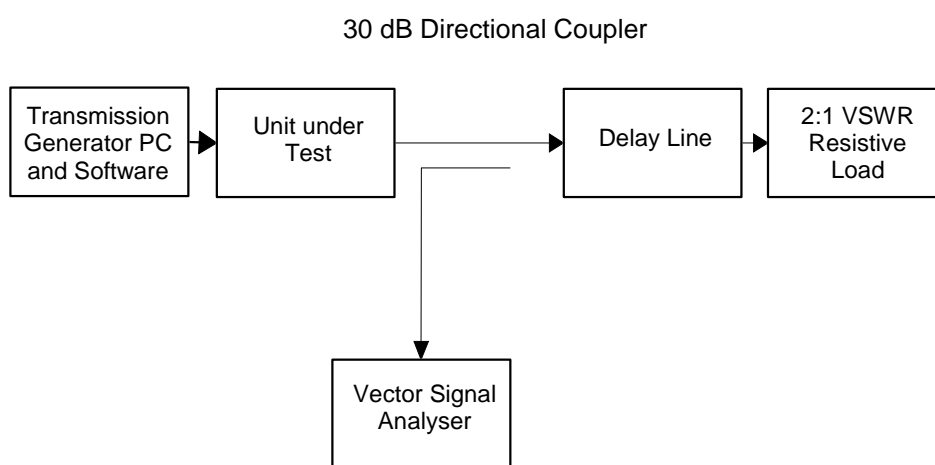 30 dB Directional Coupler
Transmission
Generator PC
and Software
Unit under
Test
Delay Line
2:1 VSWR
Resistive
Load
Vector Signal
Analyser